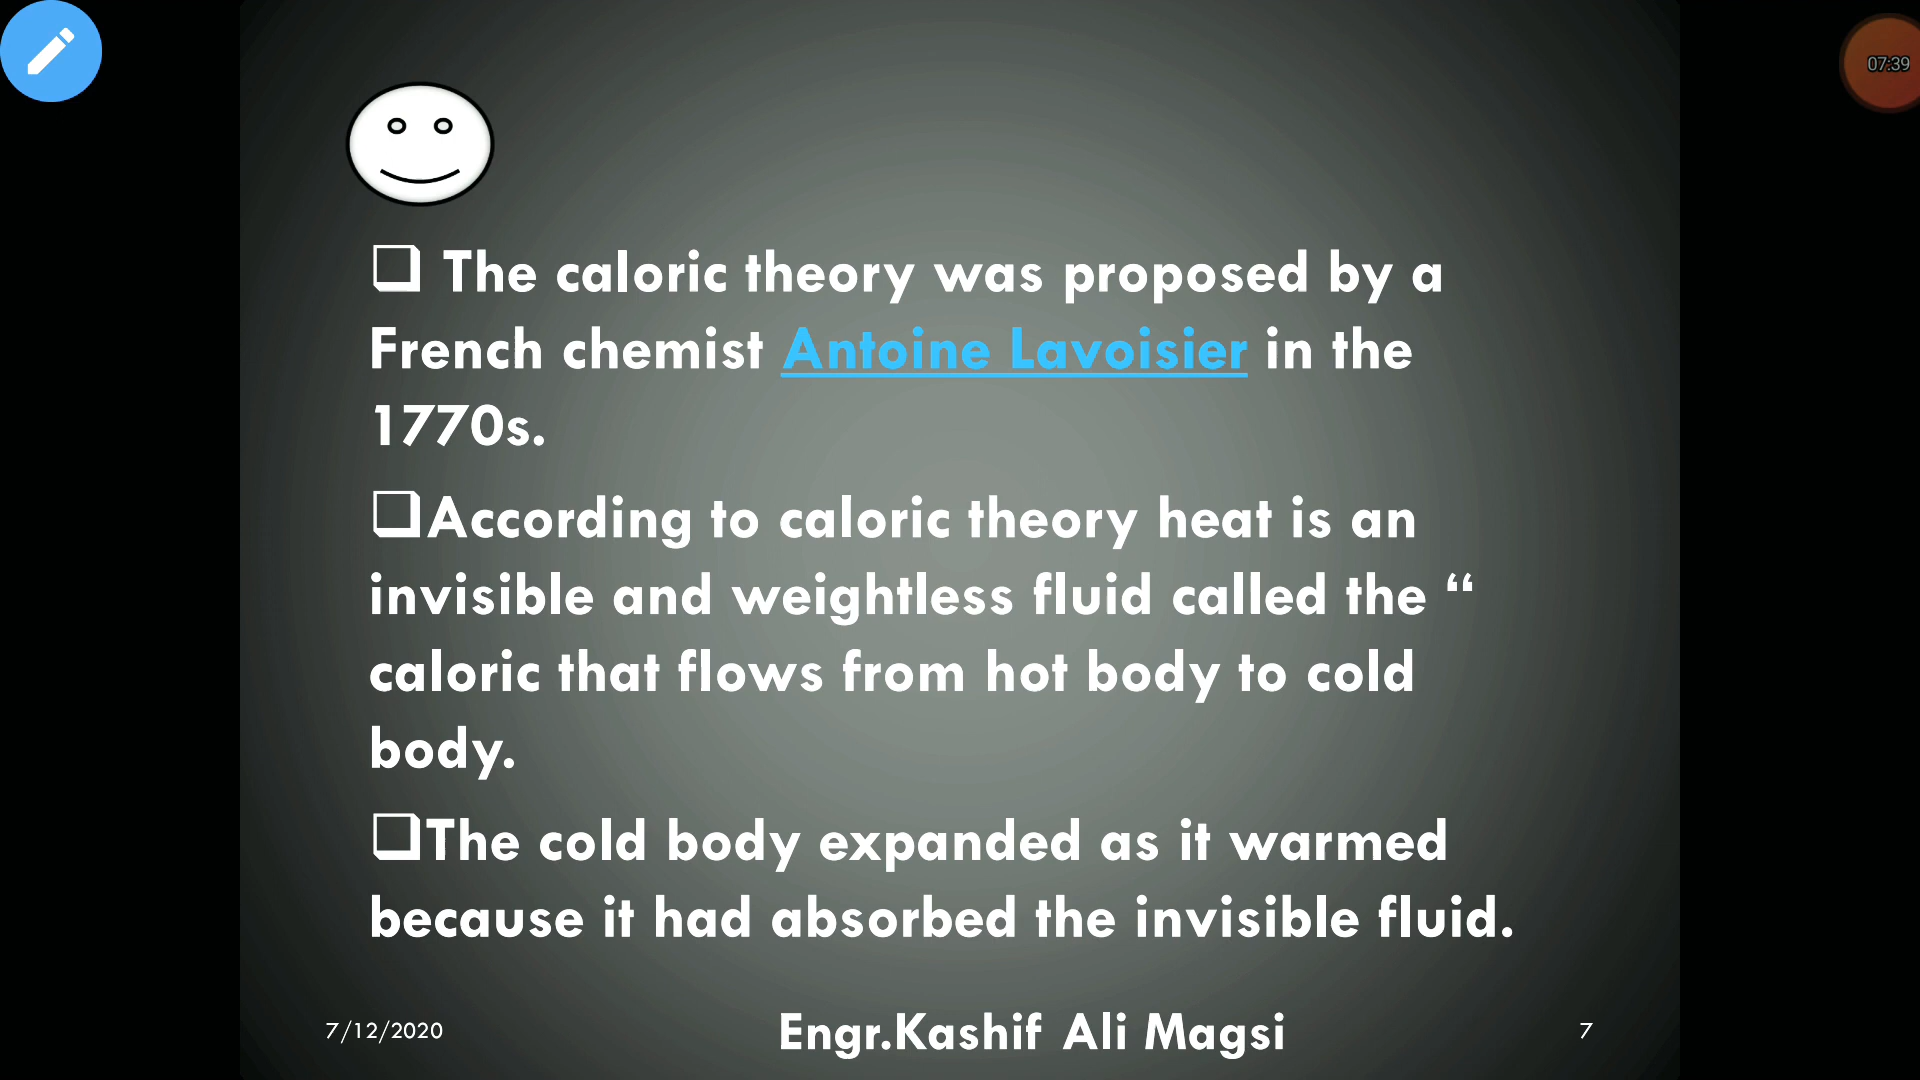 07:39
❑ The caloric theory was proposed by a
French chemist Antoine Lavoisier in the
1770s.
❑According to caloric theory heat is an
invisible and weightless fluid called the “
caloric that flows from hot body to cold
body.
❑The cold body expanded as it warmed
because it had absorbed the invisible fluid.
7/12/2020
Engr.Kashif Ali Magsi
7